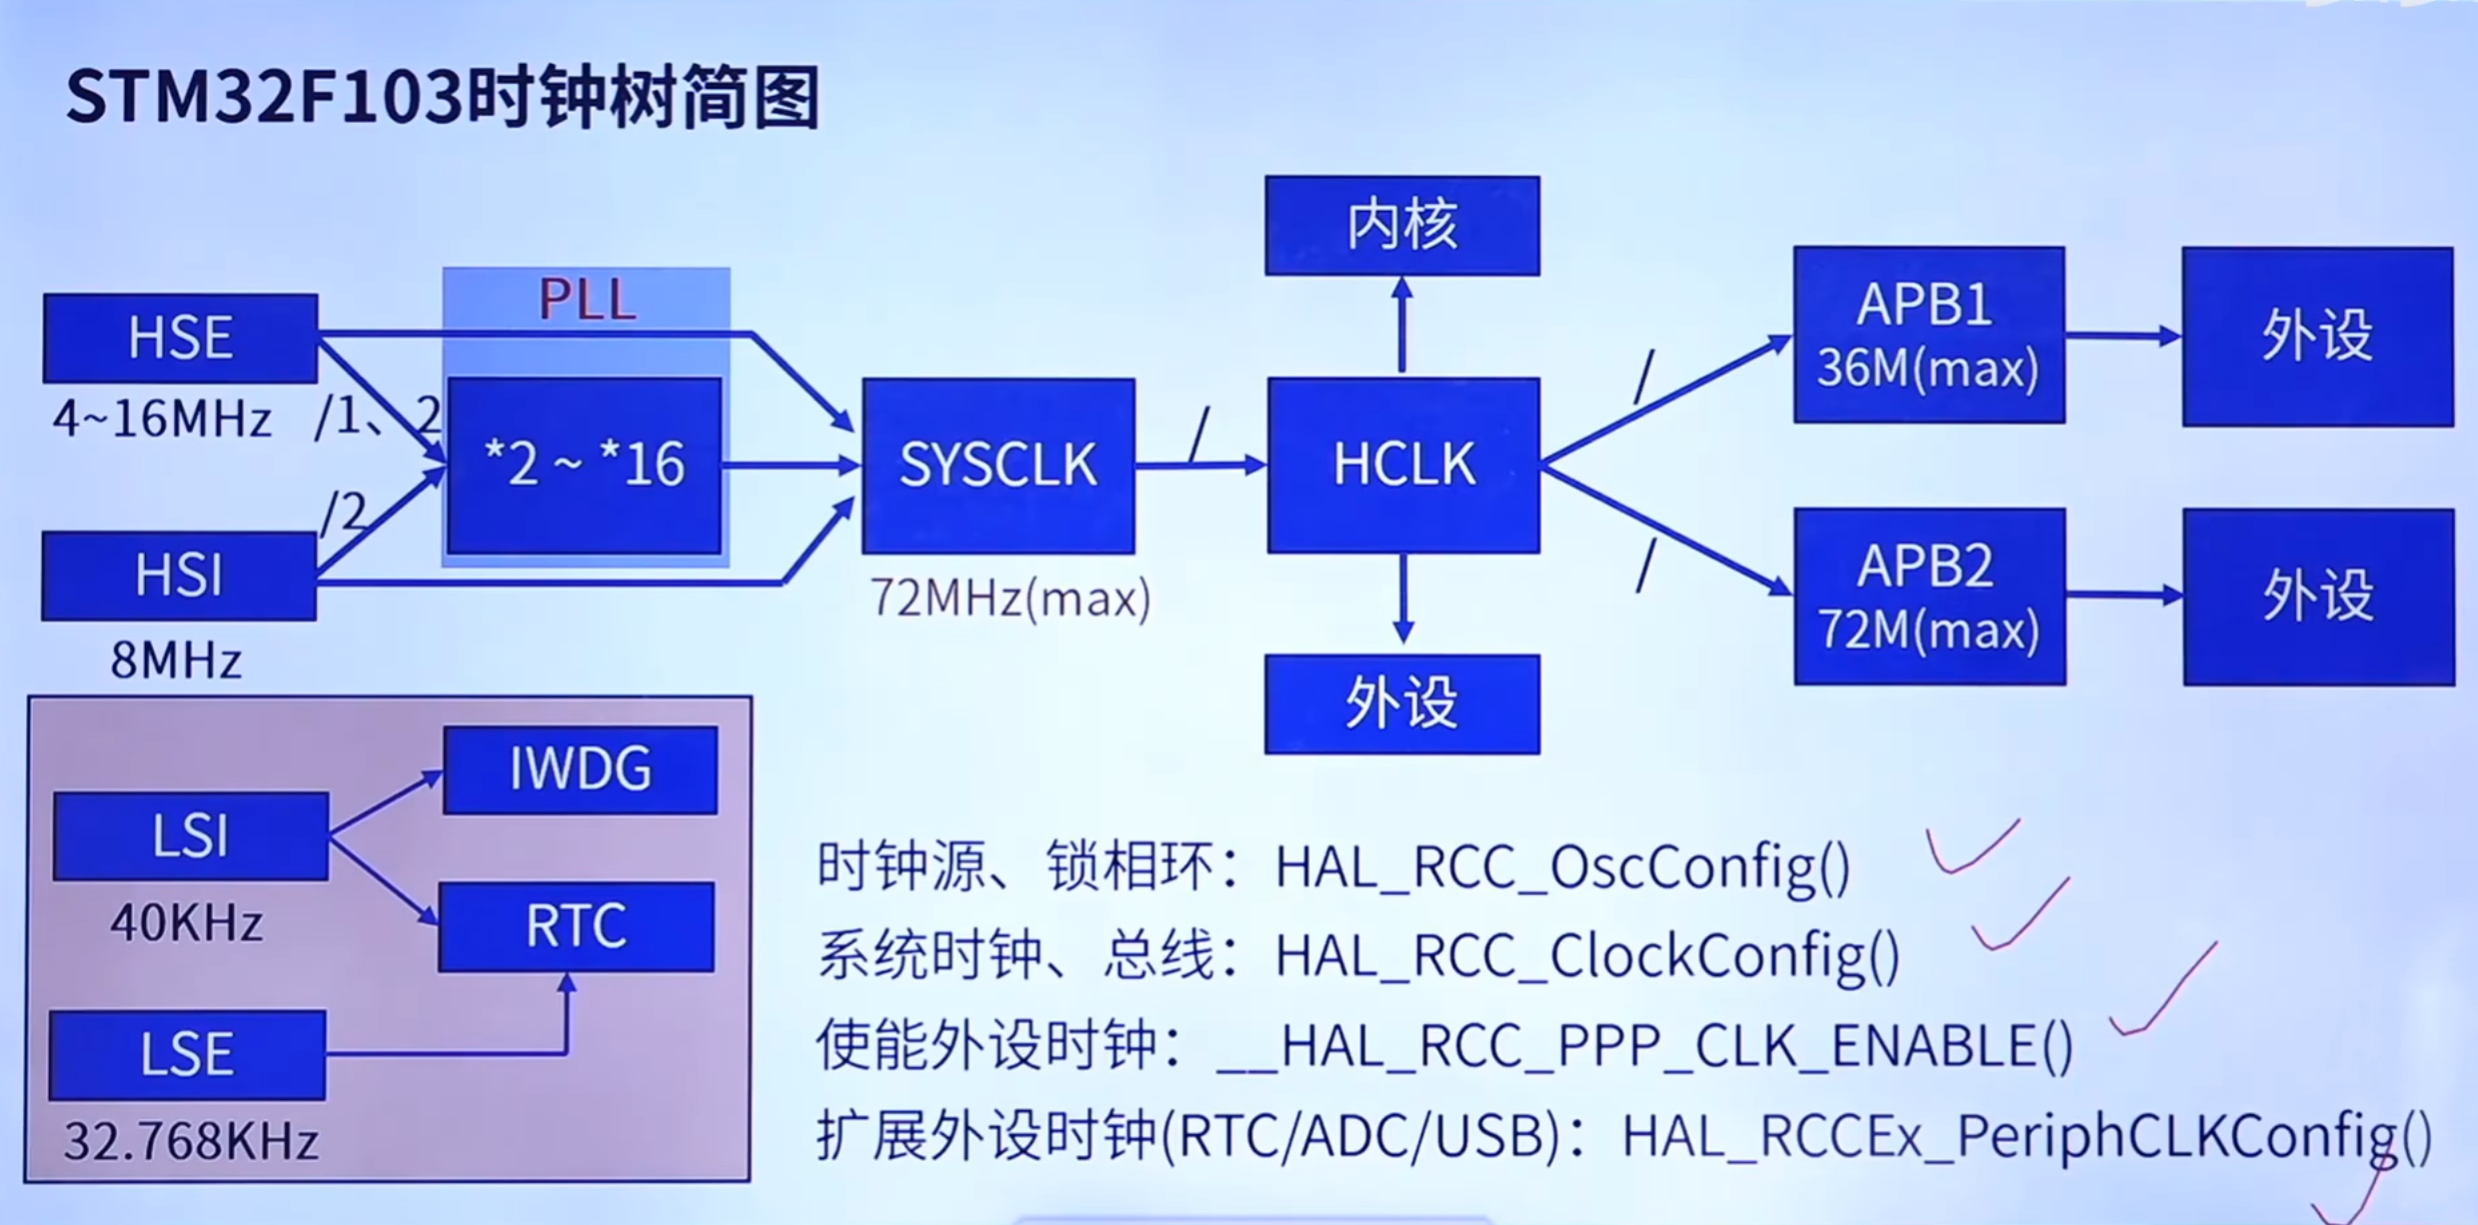 STM32F103时钟树简图
内核
PLL
HSE
4~16MHz
/1、2
*2 ~ *16
/2
HSI
8MHz
SYSCLK
72MHz(max)
/
HCLK
外设
/
APB1
36M(max)
外设
/
APB2
72M(max)
外设
IWDG
LSI
40KHz
RTC
LSE
32.768KHz
时钟源、锁相环：HAL_RCC_OscConfig()
系统时钟、总线：HAL_RCC_ClockConfig()
使能外设时钟：__HAL_RCC_PPP_CLK_ENABLE()
扩展外设时钟(RTC/ADC/USB)：HAL_RCCEx_PeriphCLKConfig()